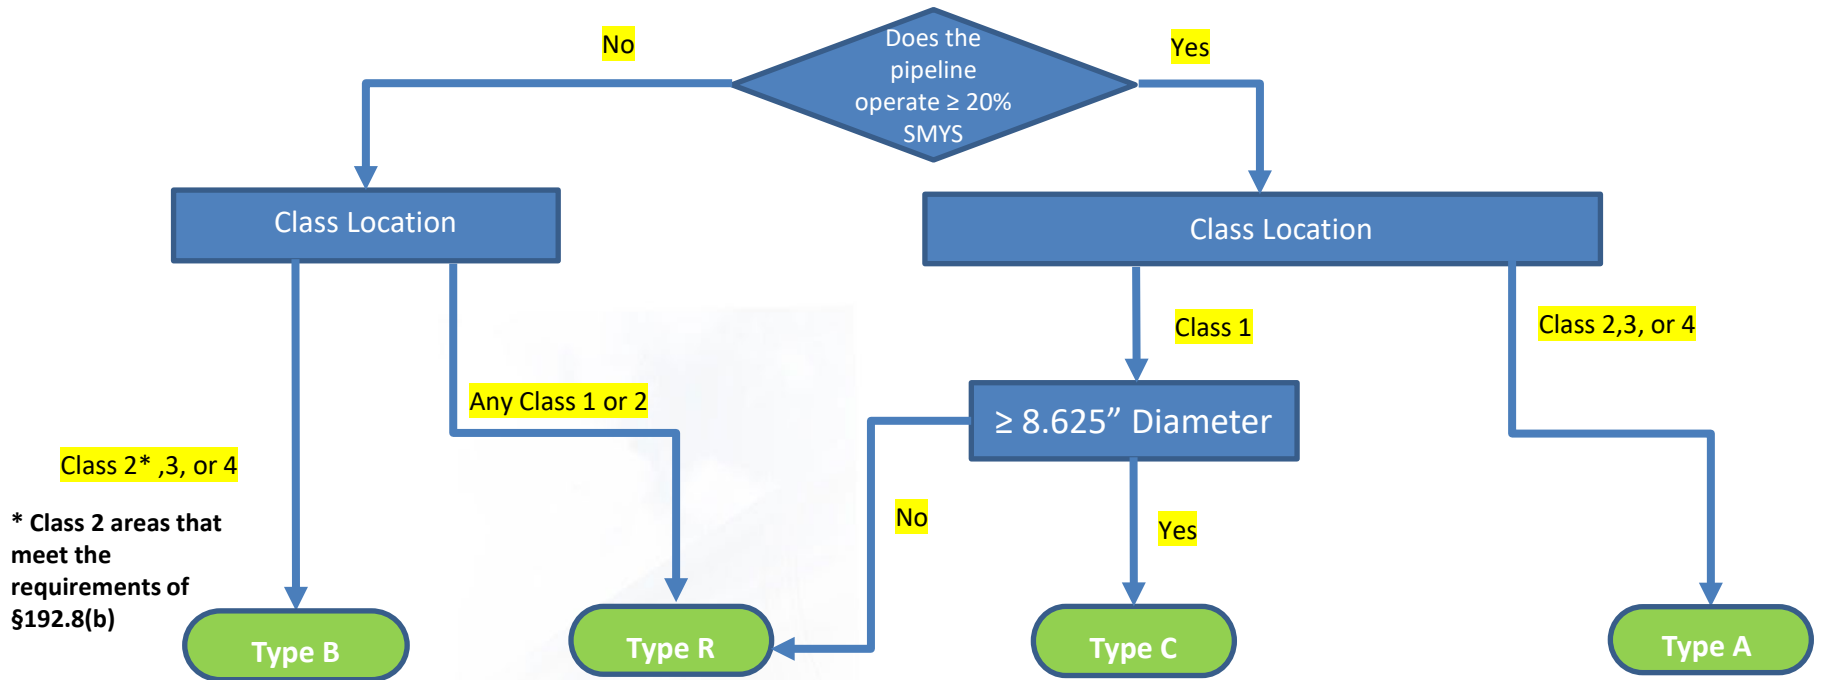 Does the
pipeline
operate ≥ 20%
SMYS
No
Yes
Class Location
Class Location
Class 1
Class 2,3, or 4
Any Class 1 or 2
≥ 8.625” Diameter
Class 2* ,3, or 4
* Class 2 areas that
meet the
requirements of
§192.8(b)
No
Yes
Type B
Type R
Type C
Type A